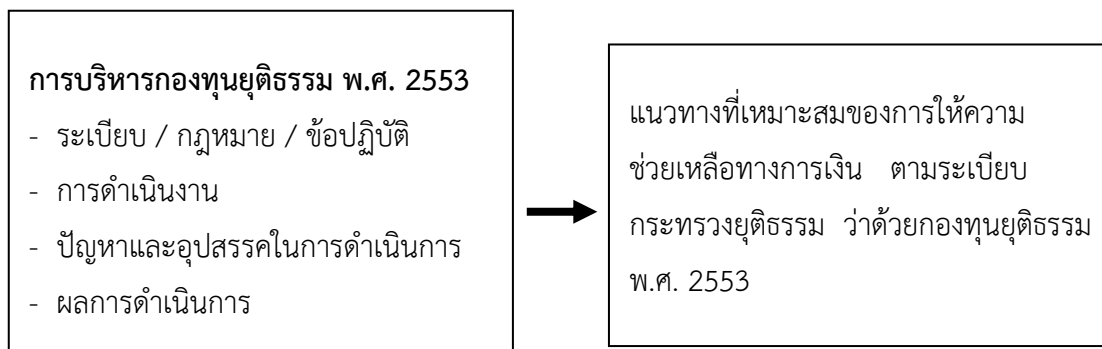 การบริหารกองทุนยุติธรรม พ.ศ. 2553
- ระเบียบ / กฎหมาย / ข้อปฏิบัติ
- การดำเนินงาน
- ปัญหาและอุปสรรคในการดำเนินการ
- ผลการดำเนินการ
แนวทางที่เหมาะสมของการให้ความ
ช่วยเหลือทางการเงิน ตามระเบียบ
กระทรวงยุติธรรม ว่าด้วยกองทุนยุติธรรม
พ.ศ. 2553